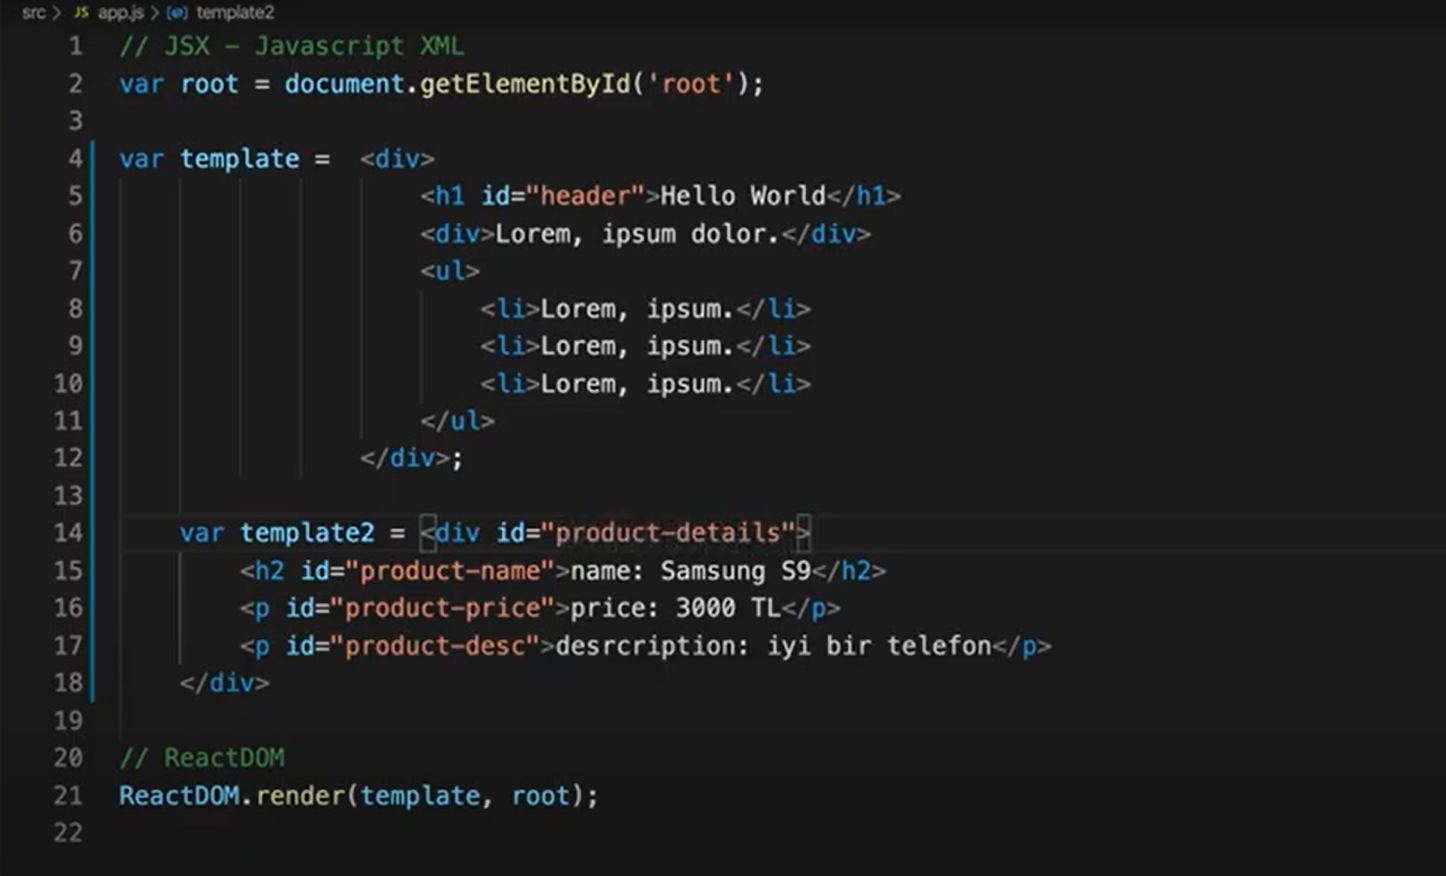 src > JS app.js > template2
1 // JSX - Javascript XML
2 var root = document.getElementById('root');
3
4 var template =  <div>
5 <h1 id="header">Hello World</h1>
6 <div>Lorem, ipsum dolor.</div>
7 <ul>
8 <li>Lorem, ipsum.</li>
9 <li>Lorem, ipsum.</li>
10 <li>Lorem, ipsum.</li>
11 </ul>
12 </div>;
13
14 var template2 = <div id="product-details">
15 <h2 id="product-name">name: Samsung S9</h2>
16 <p id="product-price">price: 3000 TL</p>
17 <p id="product-desc">desrcription: iyi bir telefon</p>
18 </div>
19
20 // ReactDOM
21 ReactDOM.render(template, root);
22